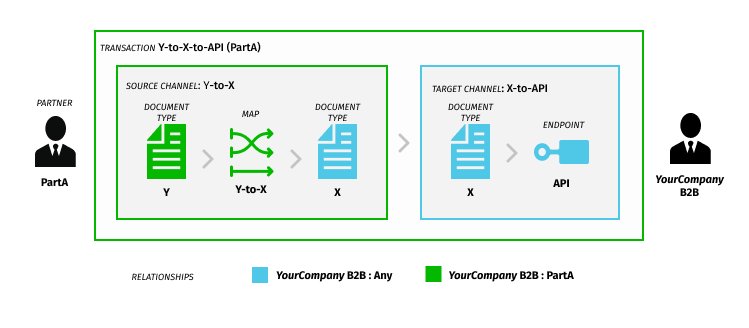 TRANSACTION Y-to-X-to-API (PartA)
SOURCE CHANNEL: Y-to-X
DOCUMENT
TYPE
MAP
DOCUMENT
TYPE
Y
Y-to-X
X
TARGET CHANNEL: X-to-API
DOCUMENT
TYPE
ENDPOINT
X
API
PARTNER
PartA
YourCompany
B2B
RELATIONSHIPS
YourCompany B2B : Any
YourCompany B2B : PartA